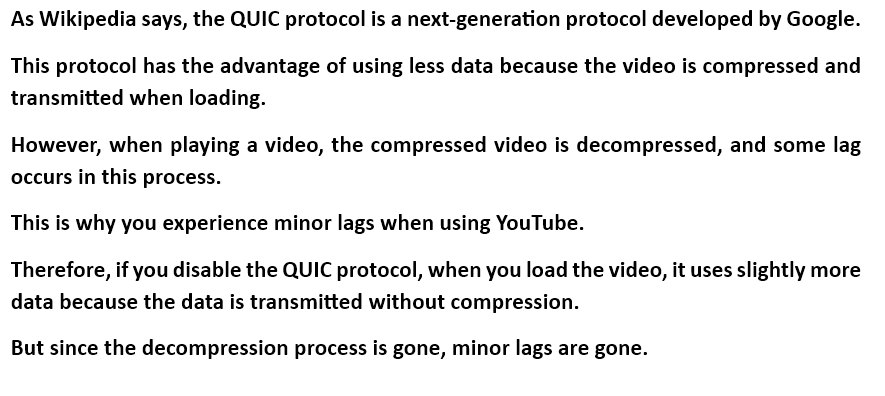 As Wikipedia says, the QUIC protocol is a next-generation protocol developed by Google.
This protocol has the advantage of using less data because the video is compressed and
transmitted when loading.
However, when playing a video, the compressed video is decompressed, and some lag
occurs in this process.
This is why you experience minor lags when using YouTube.
Therefore, if you disable the QUIC protocol, when you load the video, it uses slightly more
data because the data is transmitted without compression.
But since the decompression process is gone, minor lags are gone.